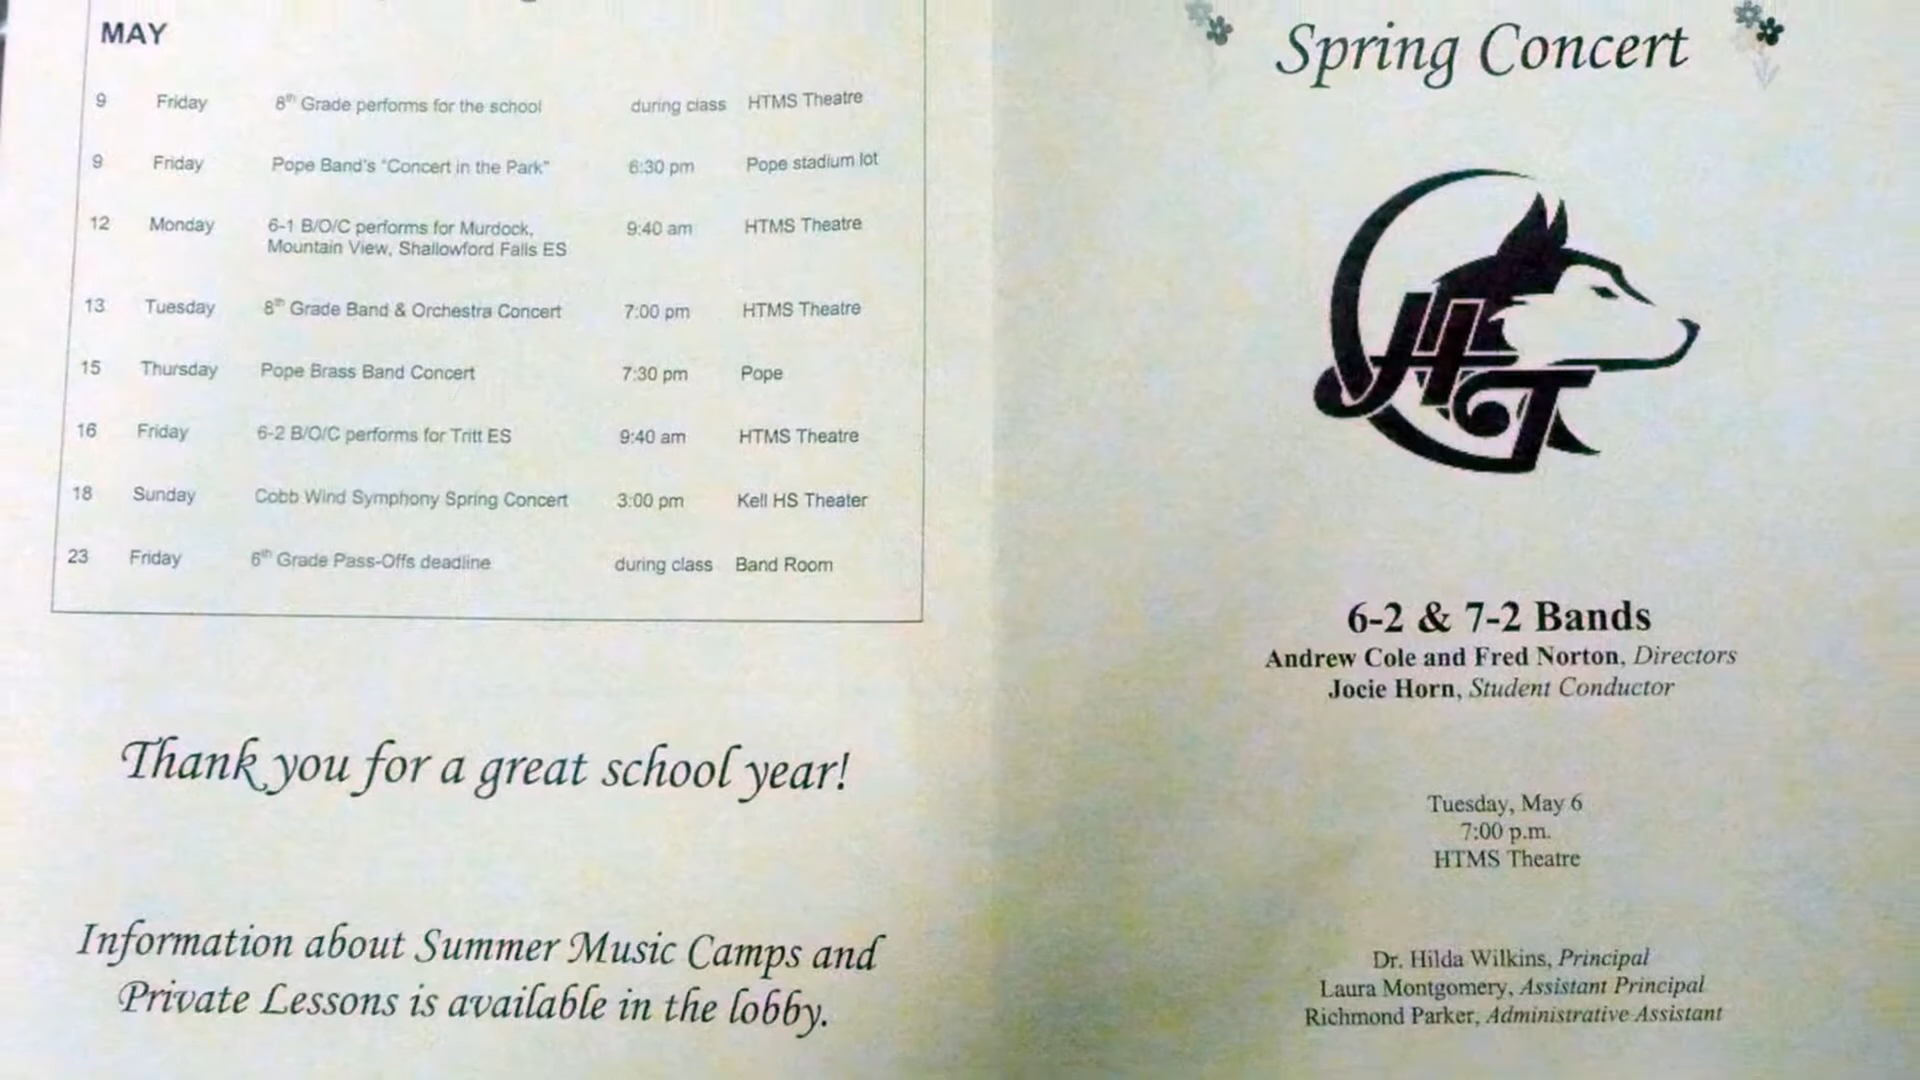 MAY
9 Friday 8th Grade performs for the school during class HTMS Theatre
9 Friday Pope Band's "Concert in the Park" 6:30 pm Pope stadium lot
12 Monday 6-1 B/O/C performs for Murdock, 9:40 am HTMS Theatre
Mountain View, Shallowford Falls ES
13 Tuesday 8th Grade Band & Orchestra Concert 7:00 pm HTMS Theatre
15 Thursday Pope Brass Band Concert 7:30 pm Pope
16 Friday 6-2 B/O/C performs for Tritt ES 9:40 am HTMS Theatre
18 Sunday Cobb Wind Symphony Spring Concert 3:00 pm Kell HS Theater
23 Friday 6th Grade Pass-Offs deadline during class Band Room
Thank you for a great school year!
Information about Summer Music Camps and
Private Lessons is available in the lobby.
Spring Concert
HT
6-2 & 7-2 Bands
Andrew Cole and Fred Norton, Directors
Jocie Horn, Student Conductor
Tuesday, May 6
7:00 p.m.
HTMS Theatre
Dr. Hilda Wilkins, Principal
Laura Montgomery, Assistant Principal
Richmond Parker, Administrative Assistant